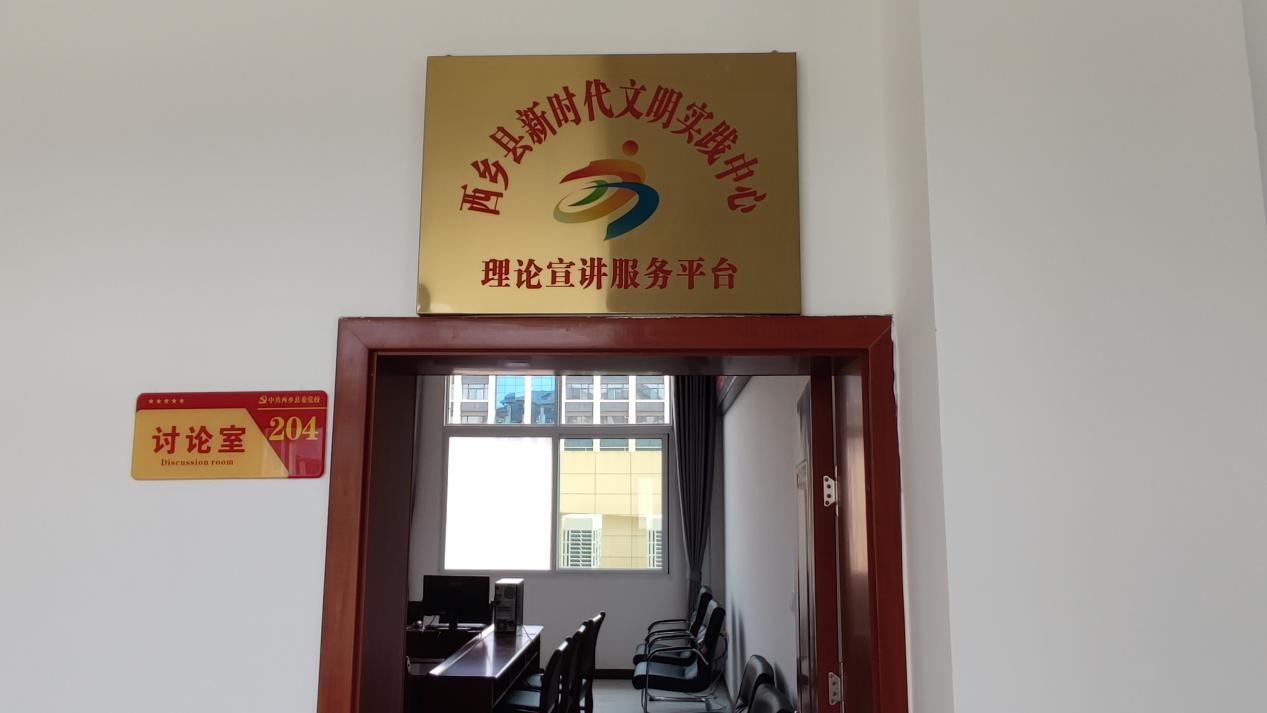 西乡县新时代文明实践中心
理论宣讲服务平台
中共西乡县委党校
讨论室
204
Discussion room